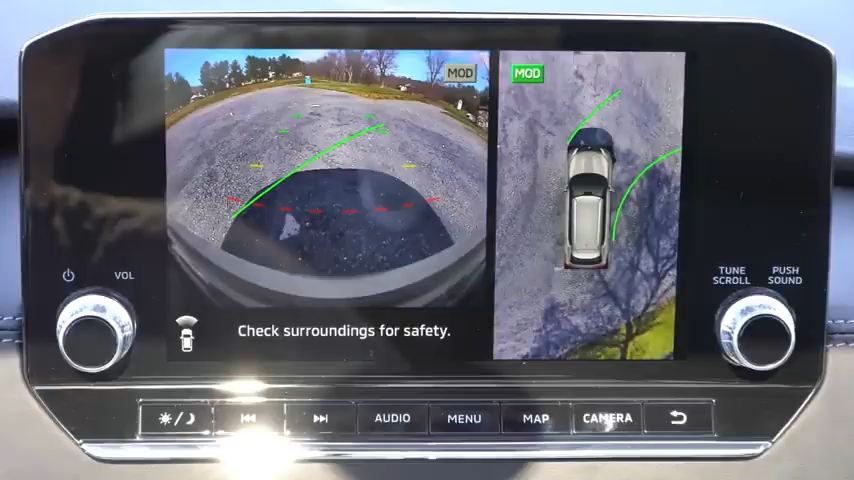 MOD
MOD
VOL
TUNE
SCROLL
PUSH
SOUND
Check surroundings for safety.
AUDIO
MENU
MAP
CAMERA